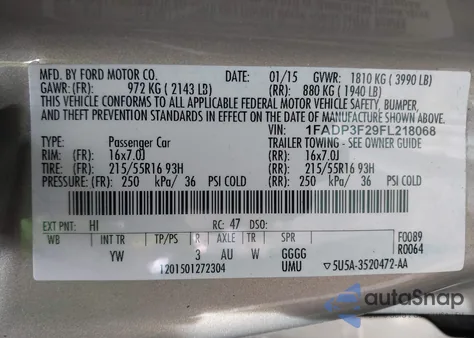 MFD. BY FORD MOTOR CO. DATE: 01/15 GVWR: 1810 KG ( 3990 LB)
GAWR: (FR) 972 KG ( 2143 LB) (RR) 880 KG ( 1940 LB)
THIS VEHICLE CONFORMS TO ALL APPLICABLE FEDERAL MOTOR VEHICLE SAFETY, BUMPER,
AND THEFT PREVENTION STANDARDS IN EFFECT ON THE DATE OF MANUFACTURE SHOWN ABOVE.
VIN: 1FADP3F29FL218068
TYPE: Passenger Car TRAILER TOWING - SEE OWNER GUIDE
RIM: (FR) 16x7.0J (RR) 16x7.0J
TIRE: (FR) 215/55R16 93H (RR) 215/55R16 93H
PRESSURE: (FR) 250 kPa/ 36 PSI COLD (RR) 250 kPa/ 36 PSI COLD
EXT PNT: HI RC: 47 DSO: F0089
WB INT TR TP/PS R AXLE TR SPR R0064
YW 3 AU W GGGG
1201501272304 UMU ▽5U5A-3520472-AA
autoSnap